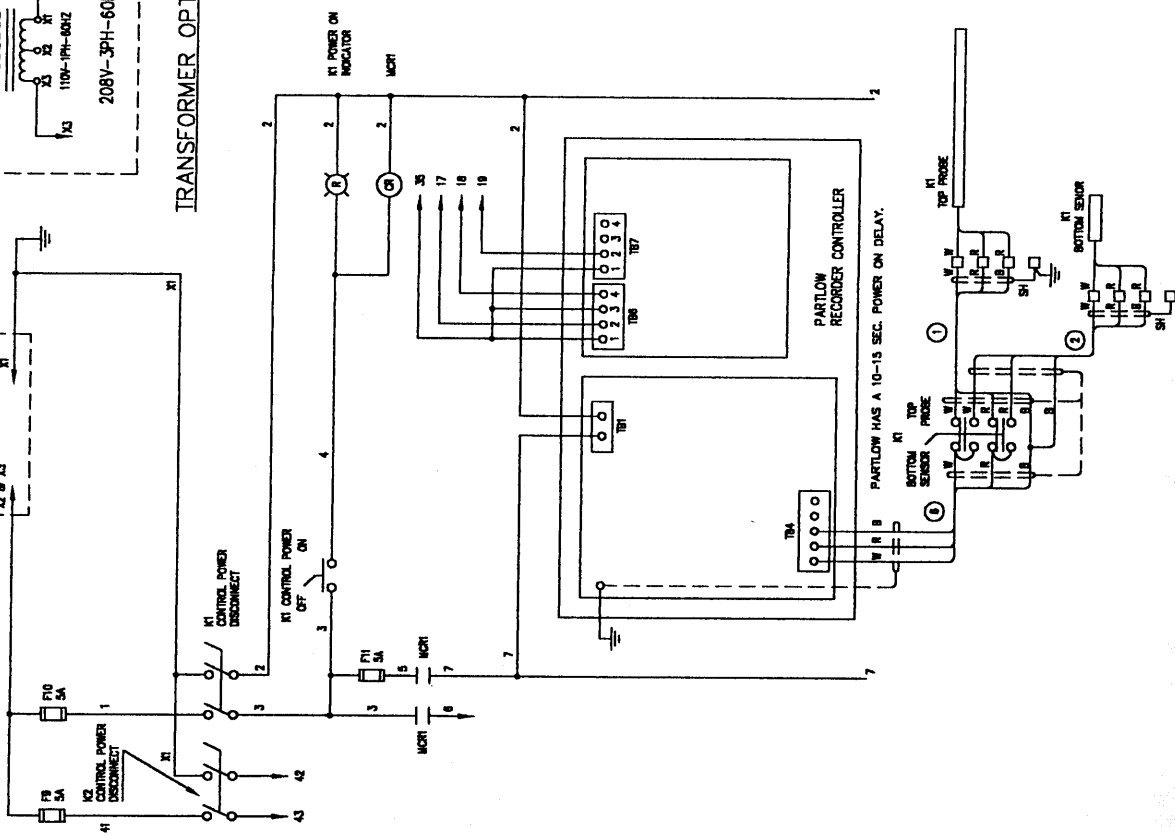 X1
X2
X3
110V-1PH-60HZ
X3
208V-3PH-60
TRANSFORMER OPT
X1
X2 & X3
X1
F10
5A
1
F9
5A
41
K2
CONTROL POWER
DISCONNECT
X1
K1
CONTROL POWER
DISCONNECT
2
3
42
43
K1 CONTROL POWER
OFF
ON
3
4
F11
5A
5
MCR1
7
3
MCR1
6
7
7
2
K1 POWER ON
INDICATOR
2
R
MCR1
2
CR
2
2
35
17
18
19
1 2 3 4
TB6
1 2 3 4
TB7
TB1
TB4
PARTLOW
RECORDER CONTROLLER
PARTLOW HAS A 10-15 SEC. POWER ON DELAY.
W R B
6
W
R
B
BOTTOM
SENSOR
K1
TOP
PROBE
W
W
R
R
B
B
1
2
W
R
B
W
R
R
SH
K1
TOP PROBE
W
R
B
W
R
R
SH
K1
BOTTOM SENOR